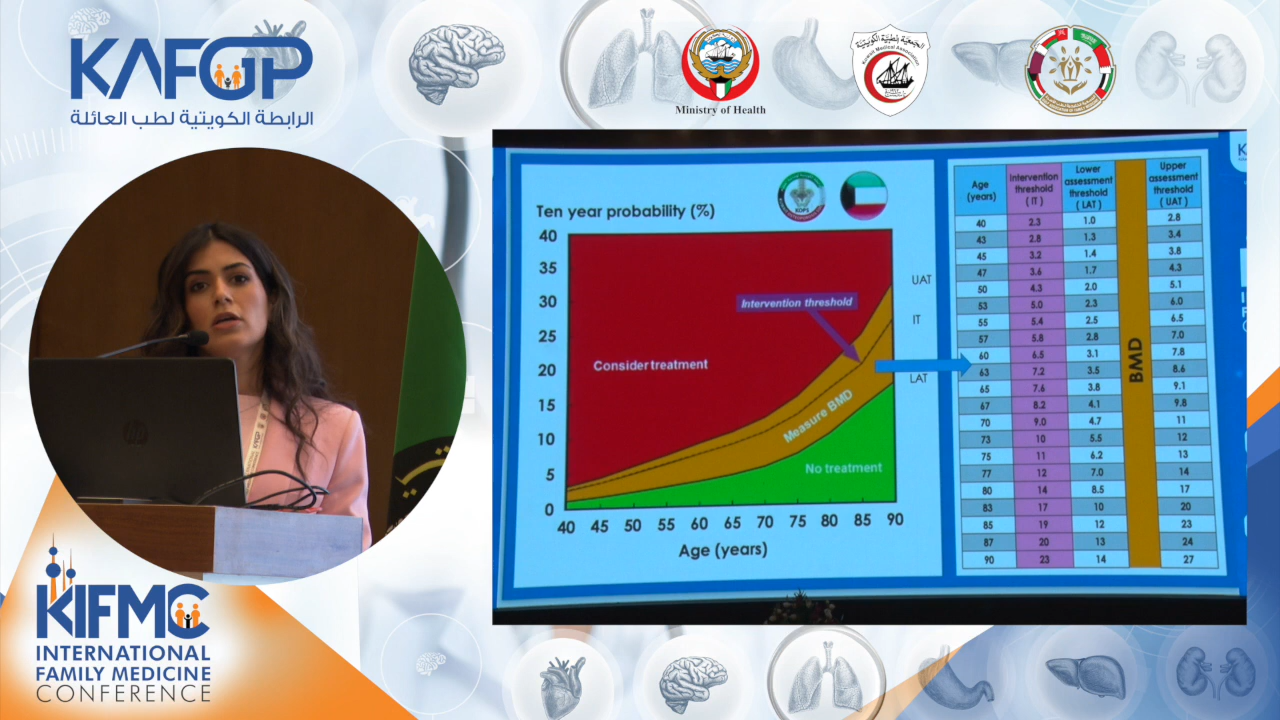 KAFGP
الرابطة الكويتية لطب العائلة
Ministry of Health
Ten year probability (%)
40
35
30
25
20
15
10
5
0
40 45 50 55 60 65 70 75 80 85 90
Age (years)
Consider treatment
Intervention threshold
Measure BMD
No treatment
UAT
IT
LAT
Age (years) Intervention threshold ( IT ) Lower assessment threshold ( LAT ) BMD Upper assessment threshold ( UAT )
40 2.3 1.0 2.8
43 2.8 1.3 3.4
45 3.2 1.4 3.8
47 3.6 1.7 4.3
50 4.3 2.0 5.1
53 5.0 2.3 6.0
55 5.4 2.5 6.5
57 5.8 2.8 7.0
60 6.5 3.1 7.8
63 7.2 3.5 8.6
65 7.6 3.8 9.1
67 8.2 4.1 9.8
70 9.0 4.7 11
73 10 5.5 12
75 11 6.2 13
77 12 7.0 14
80 14 8.5 17
83 17 10 20
85 19 12 23
87 20 13 24
90 23 14 27
KIFMC
INTERNATIONAL
FAMILY MEDICINE
CONFERENCE